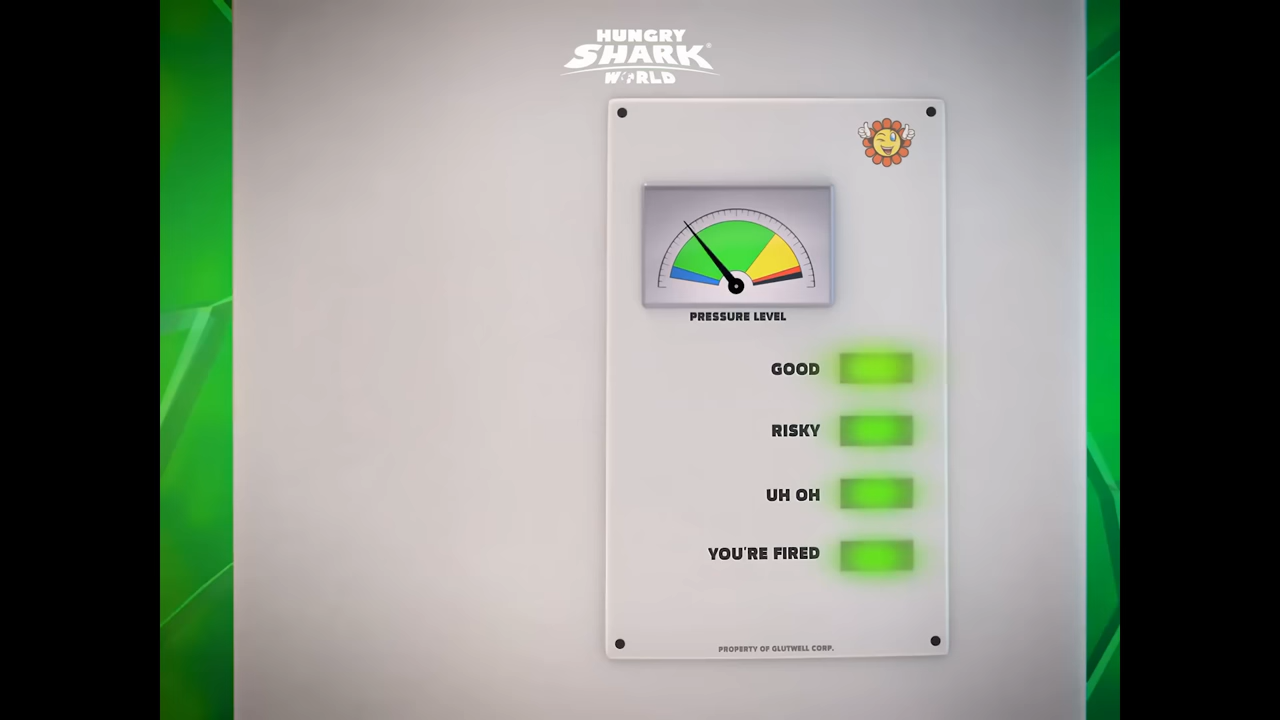 HUNGRY
SHARK®
WORLD
PRESSURE LEVEL
GOOD
RISKY
UH OH
YOU'RE FIRED
PROPERTY OF GLUTWELL CORP.